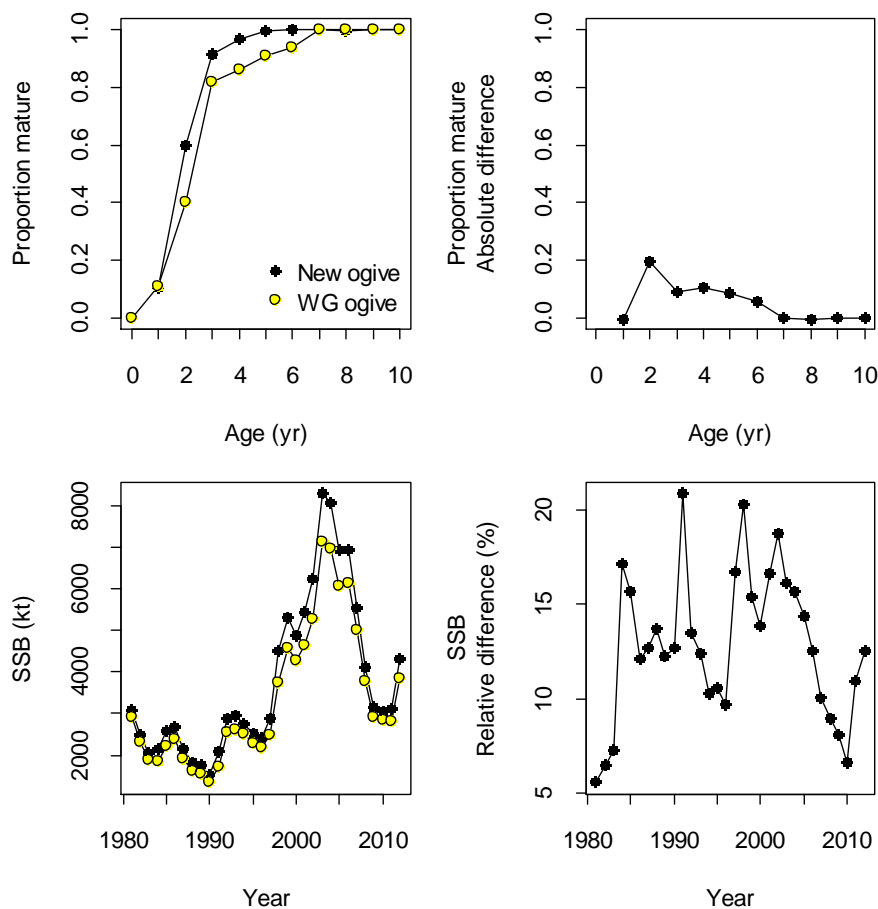 Proportion mature
0.0 0.2 0.4 0.6 0.8 1.0
New ogive
WG ogive
0 2 4 6 8 10
Age (yr)
Proportion mature
Absolute difference
0.0 0.2 0.4 0.6 0.8 1.0
0 2 4 6 8 10
Age (yr)
SSB (kt)
2000 4000 6000 8000
1980 1990 2000 2010
Year
SSB
Relative difference (%)
5 10 15 20
1980 1990 2000 2010
Year